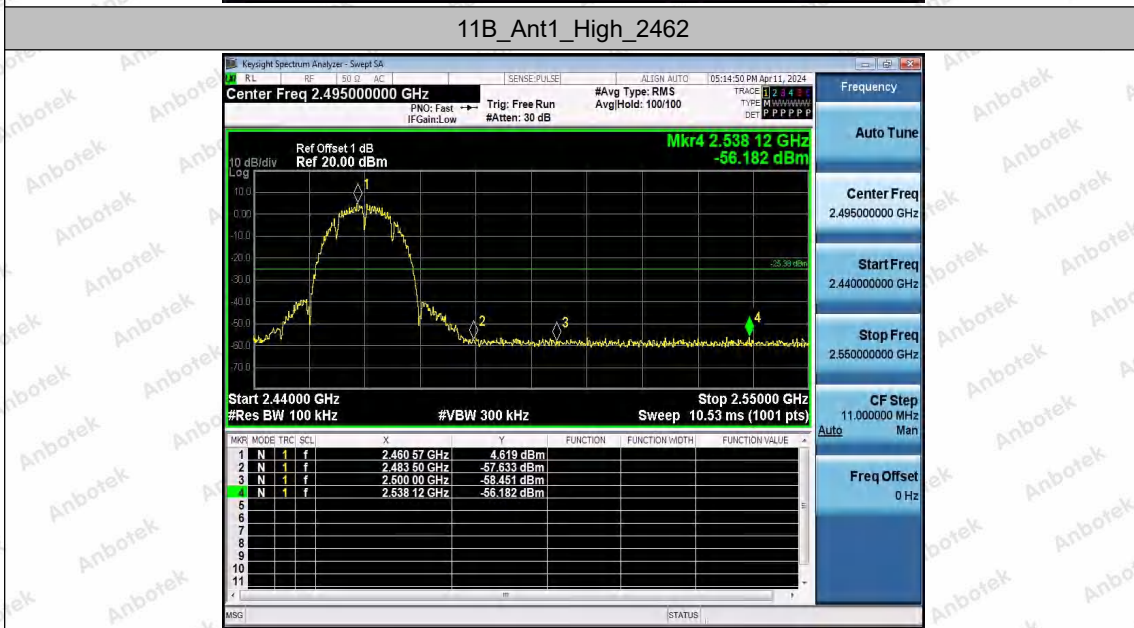 11B_Ant1_High_2462
Keysight Spectrum Analyzer - Swept SA
RL RF 50 Ω AC SENSE:PULSE ALIGN AUTO 05:14:50 PM Apr 11, 2024
Center Freq 2.495000000 GHz
PNO: Fast
IFGain:Low
Trig: Free Run
#Atten: 30 dB
#Avg Type: RMS
Avg|Hold: 100/100
TRACE 1 2 3 4 5 6
TYPE M W W W W W
DET P P P P P P
Mkr4 2.538 12 GHz
-56.182 dBm
Ref Offset 1 dB
10 dB/div Ref 20.00 dBm
Log
10.0
0.00
-10.0
-20.0
-30.0
-40.0
-50.0
-60.0
-70.0
1
2
3
4
-25.38 dBm
Start 2.44000 GHz Stop 2.55000 GHz
#Res BW 100 kHz #VBW 300 kHz Sweep 10.53 ms (1001 pts)
MKR MODE TRC SCL X Y FUNCTION FUNCTION WIDTH FUNCTION VALUE
1 N 1 f 2.460 57 GHz 4.619 dBm
2 N 1 f 2.483 50 GHz -57.633 dBm
3 N 1 f 2.500 00 GHz -58.451 dBm
4 N 1 f 2.538 12 GHz -56.182 dBm
5
6
7
8
9
10
11
MSG STATUS
Frequency
Auto Tune
Center Freq
2.495000000 GHz
Start Freq
2.440000000 GHz
Stop Freq
2.550000000 GHz
CF Step
11.000000 MHz
Auto Man
Freq Offset
0 Hz
Anbotek